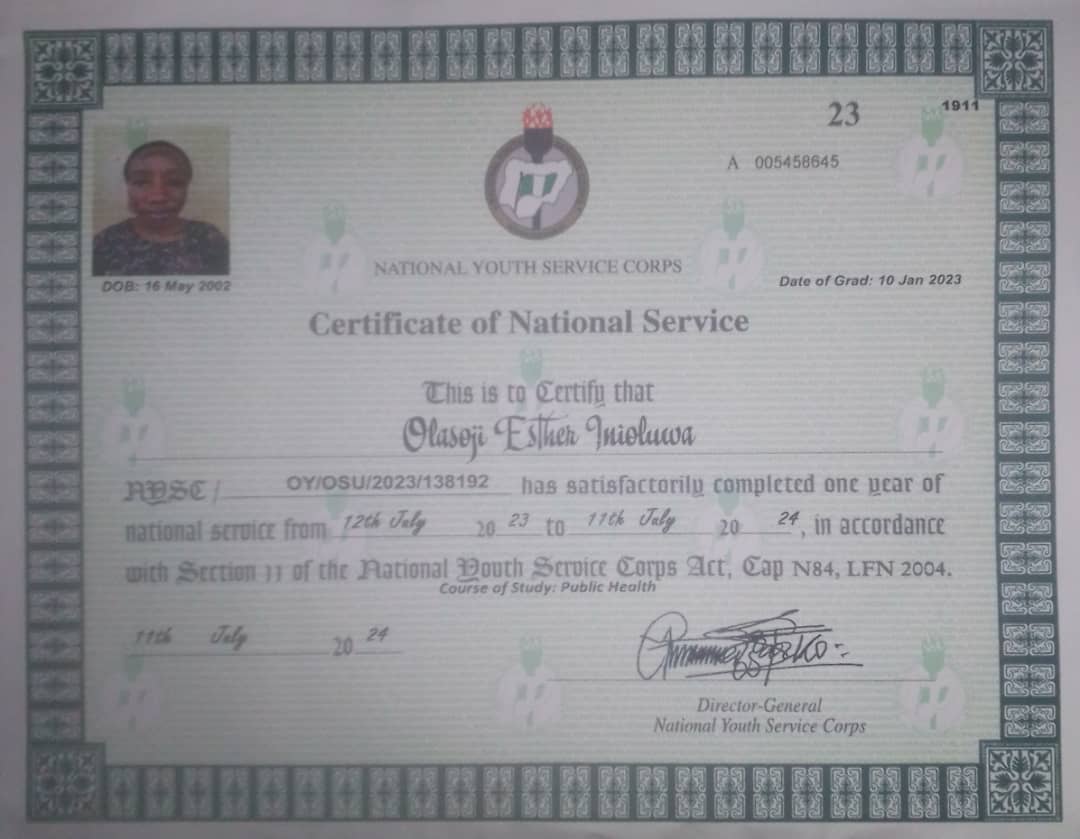 23
1911
A 005458645
NATIONAL YOUTH SERVICE CORPS
DOB: 16 May 2002
Date of Grad: 10 Jan 2023
Certificate of National Service
This is to Certify that
Olasoji Esther Inioluwa
NYSC/ OY/OSU/2023/138192 has satisfactorily completed one year of
national service from 12th July 20 23 to 11th July 20 24, in accordance
with Section 11 of the National Youth Service Corps Act, Cap N84, LFN 2004.
Course of Study: Public Health
11th July 20 24
Director-General
National Youth Service Corps